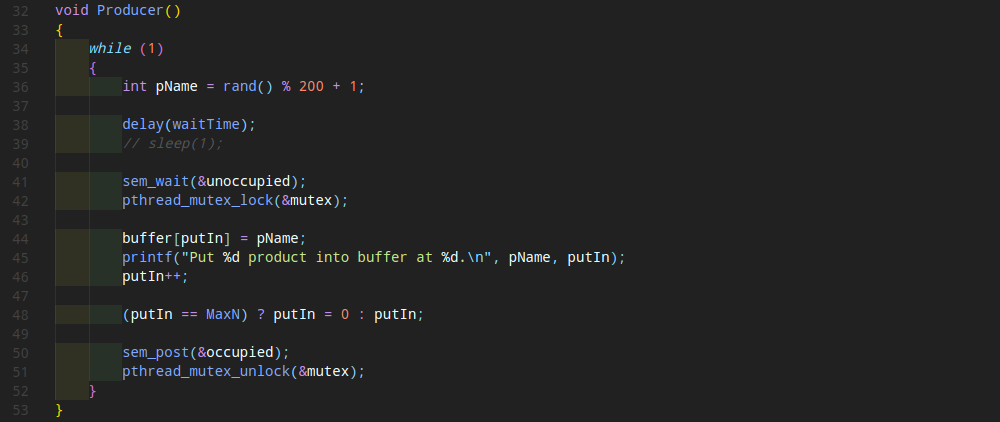 32 void Producer()
33 {
34     while (1)
35     {
36         int pName = rand() % 200 + 1;
37
38         delay(waitTime);
39         // sleep(1);
40
41         sem_wait(&unoccupied);
42         pthread_mutex_lock(&mutex);
43
44         buffer[putIn] = pName;
45         printf("Put %d product into buffer at %d.\n", pName, putIn);
46         putIn++;
47
48         (putIn == MaxN) ? putIn = 0 : putIn;
49
50         sem_post(&occupied);
51         pthread_mutex_unlock(&mutex);
52     }
53 }